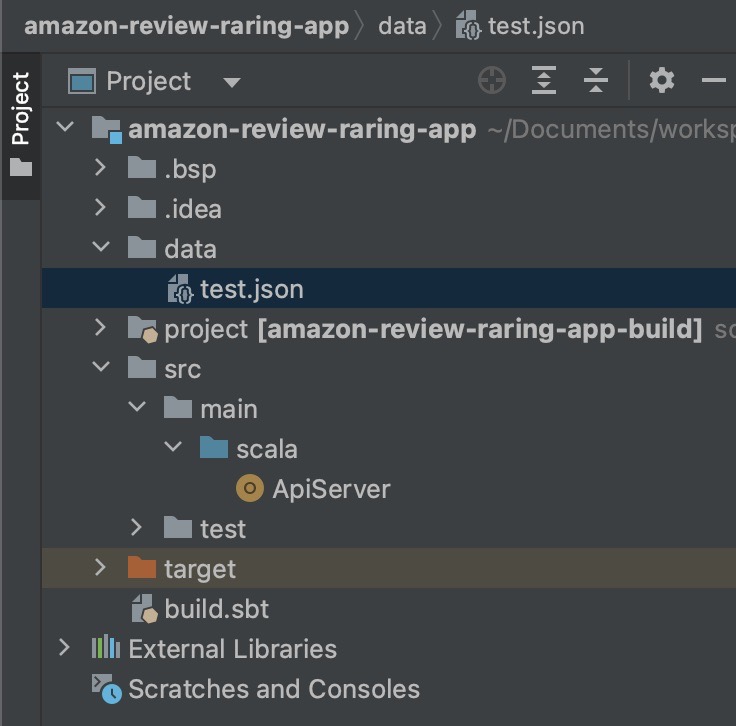 amazon-review-raring-app data test.json
Project
Project
amazon-review-raring-app ~/Documents/worksp
.bsp
.idea
data
test.json
project [amazon-review-raring-app-build] sc
src
main
scala
ApiServer
test
target
build.sbt
External Libraries
Scratches and Consoles